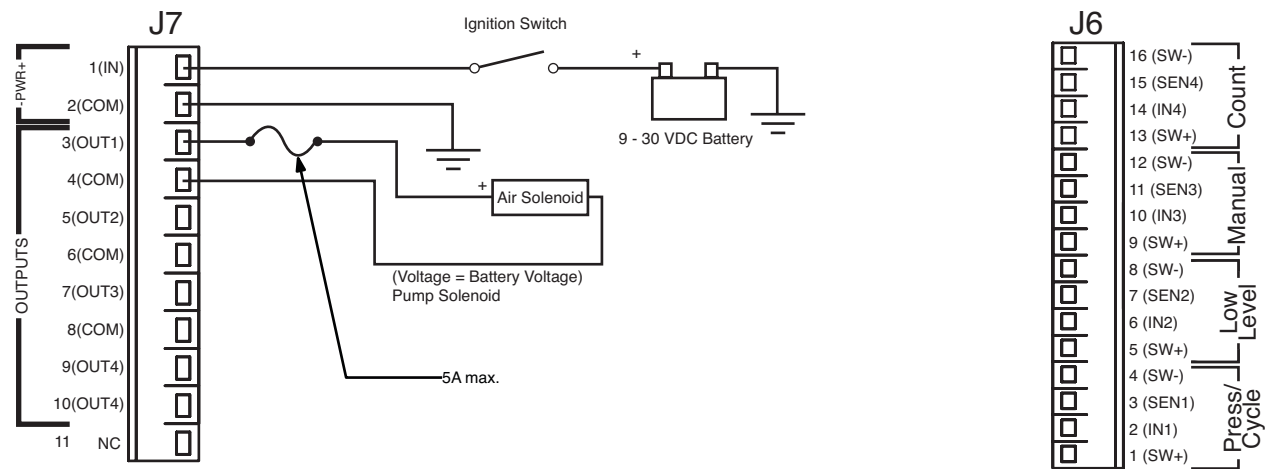 J7
Ignition Switch
-PWR+
1(IN)
+
2(COM)
9 - 30 VDC Battery
OUTPUTS
3(OUT1)
4(COM)
+
Air Solenoid
5(OUT2)
6(COM)
(Voltage = Battery Voltage)
Pump Solenoid
7(OUT3)
8(COM)
9(OUT4)
5A max.
10(OUT4)
11 NC
J6
16 (SW-)
15 (SEN4)
14 (IN4)
13 (SW+)
Count
12 (SW-)
11 (SEN3)
10 (IN3)
9 (SW+)
Manual
8 (SW-)
7 (SEN2)
6 (IN2)
5 (SW+)
Low
Level
4 (SW-)
3 (SEN1)
2 (IN1)
1 (SW+)
Press/
Cycle